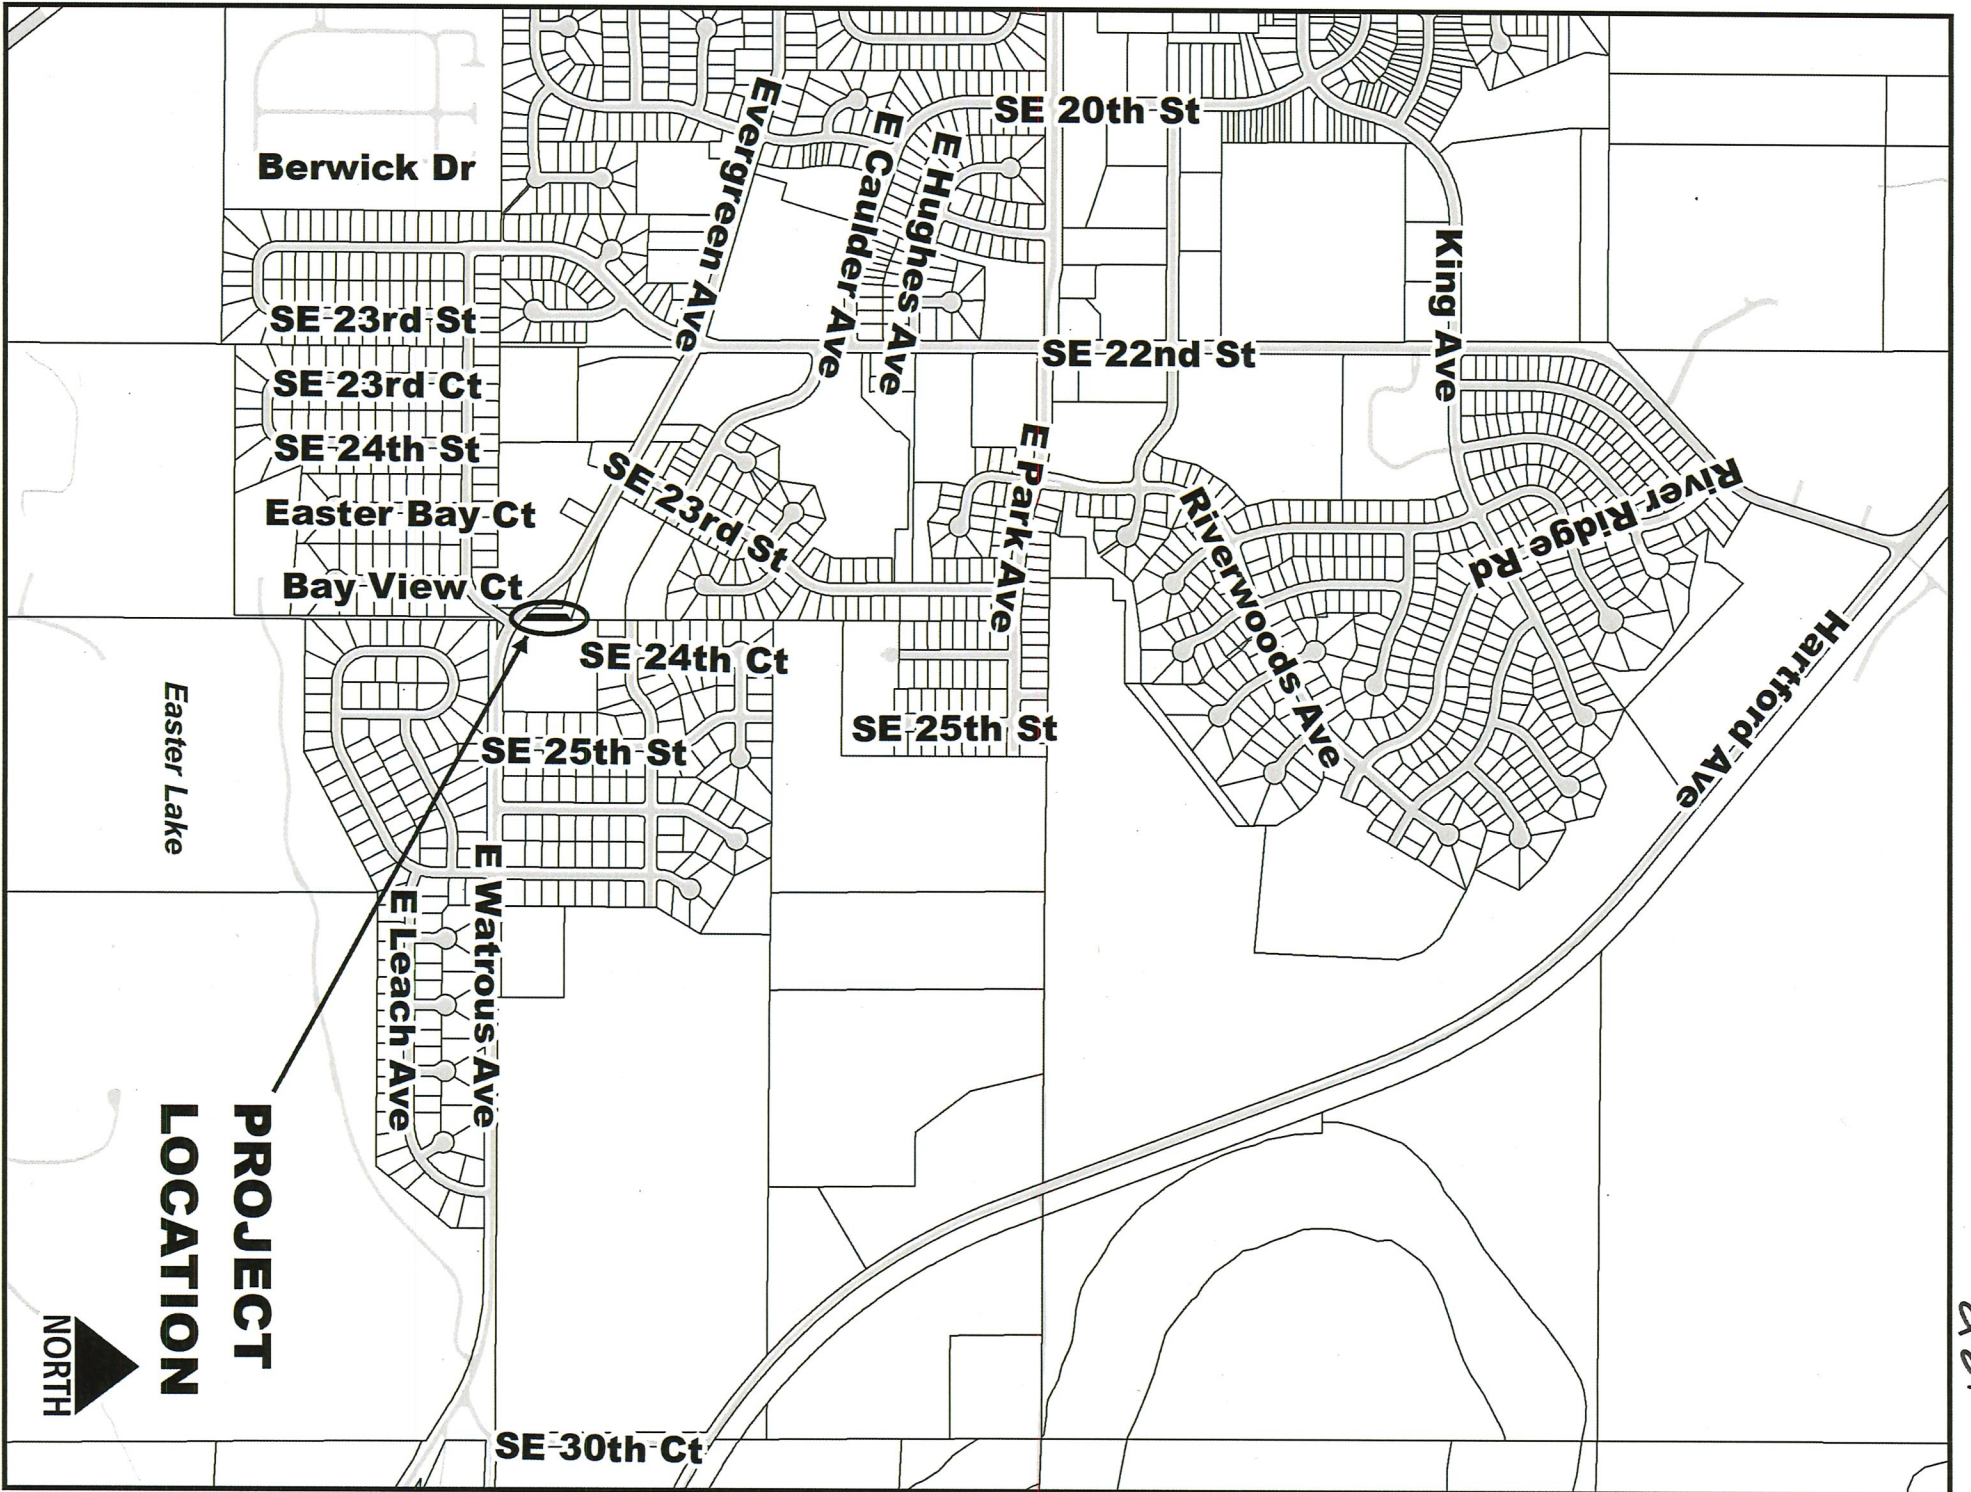 SE 20th St
Evergreen Ave
E Caulder Ave
E Hughes Ave
Berwick Dr
King Ave
SE 23rd St
SE 22nd St
SE 23rd Ct
SE 24th St
E Park Ave
SE 23rd St
River Ridge Rd
Riverwoods Ave
Easter Bay Ct
Bay View Ct
Hartford Ave
SE 24th Ct
Easter Lake
SE 25th St
SE 25th St
E Watrous Ave
E Leach Ave
PROJECT
LOCATION
NORTH
SE 30th Ct